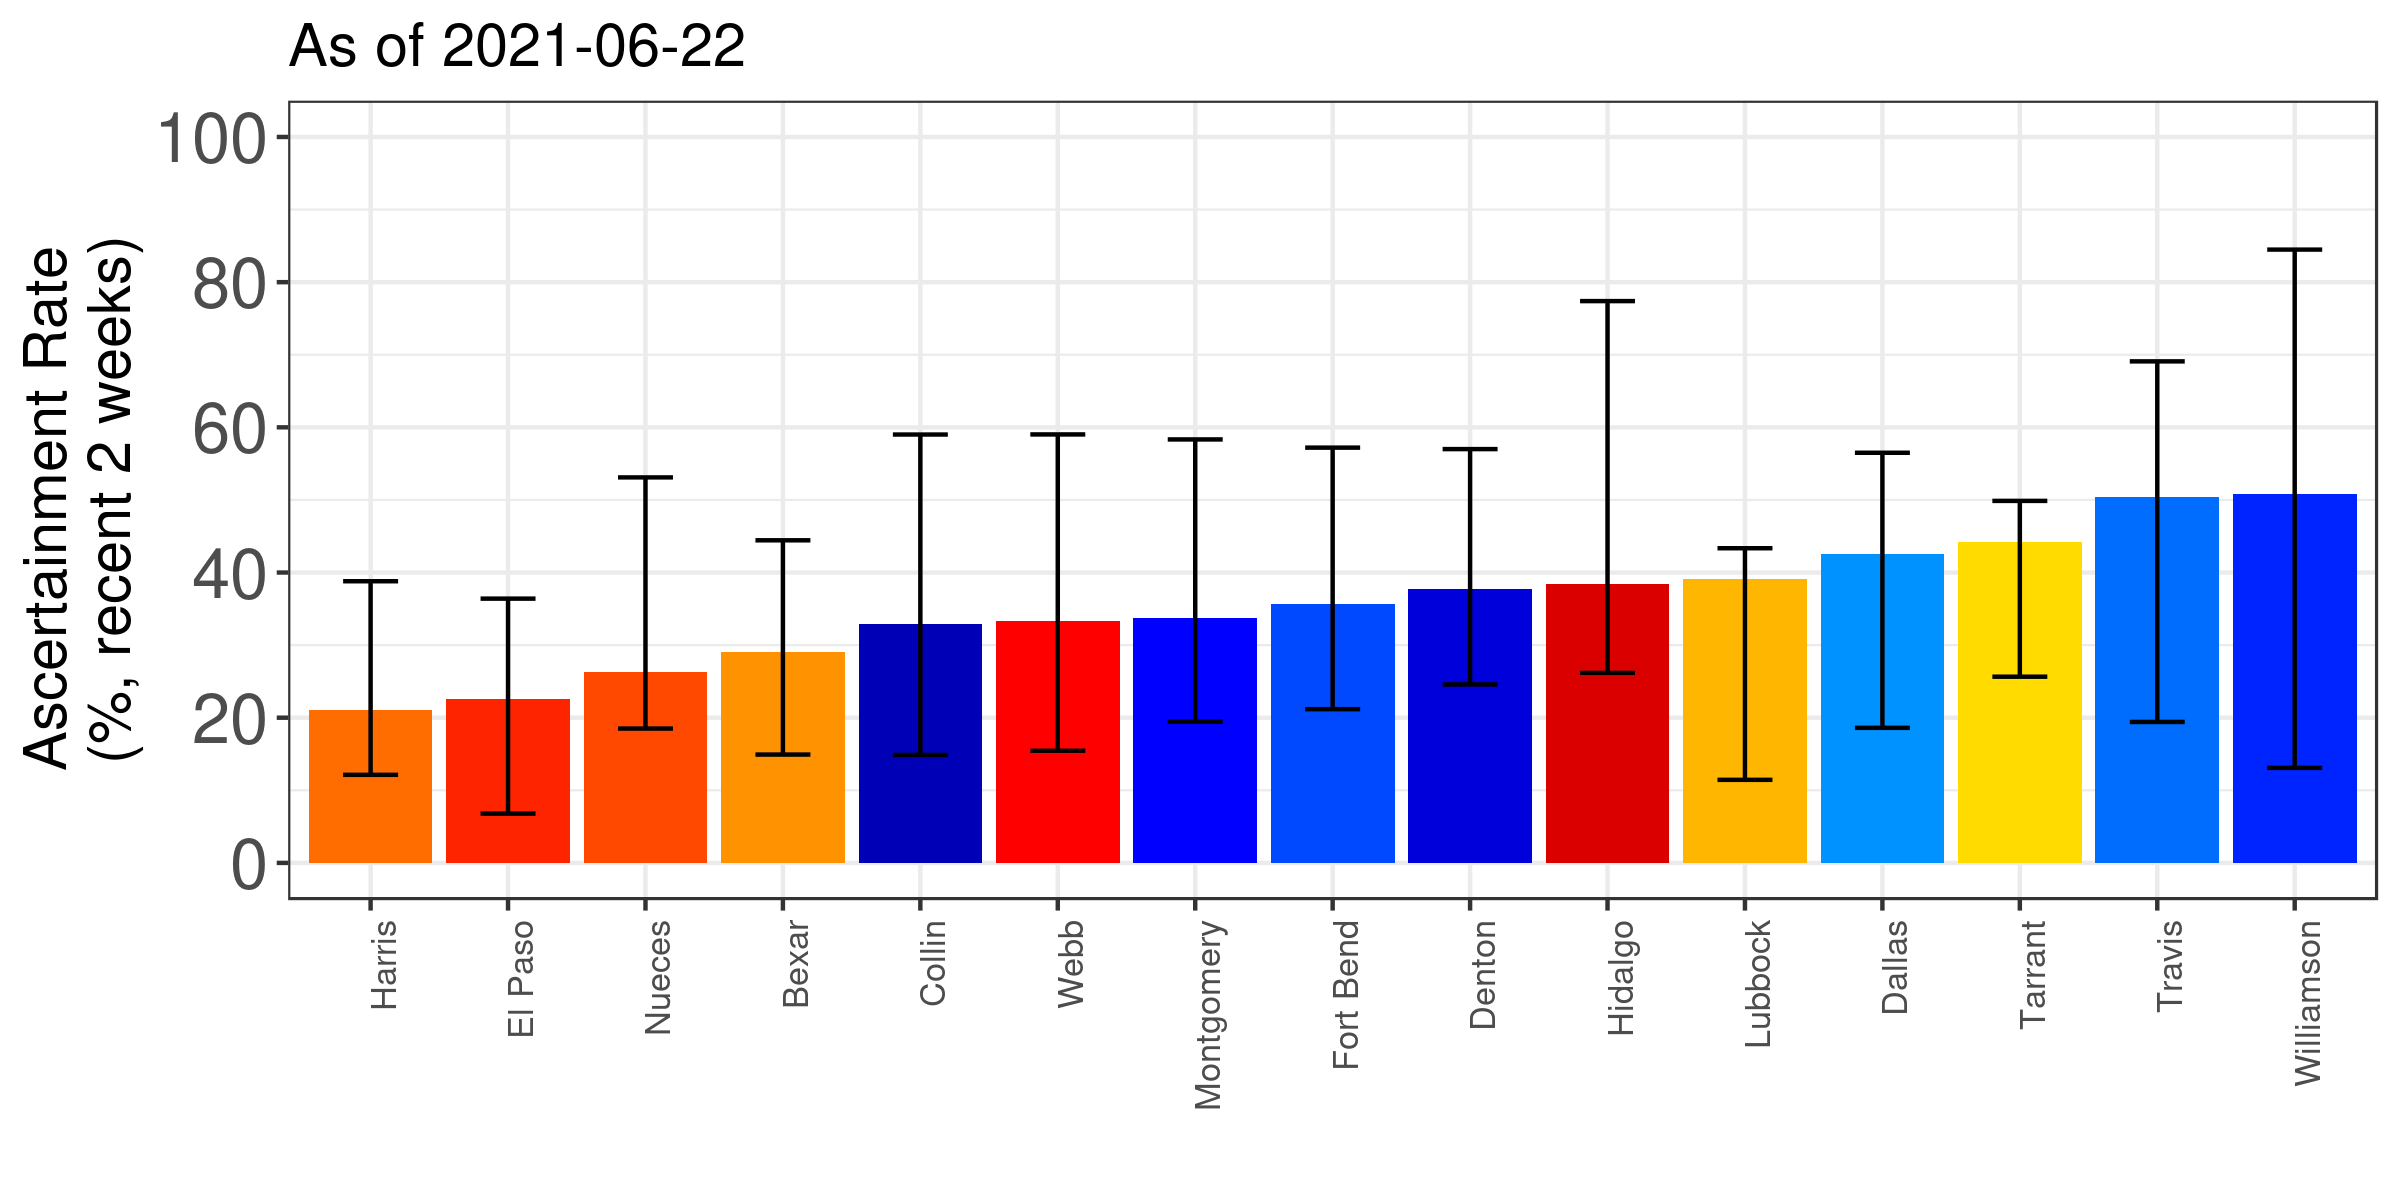 As of 2021-06-22
Ascertainment Rate
(%, recent 2 weeks)
100
80
60
40
20
0
Harris
El Paso
Nueces
Bexar
Collin
Webb
Montgomery
Fort Bend
Denton
Hidalgo
Lubbock
Dallas
Tarrant
Travis
Williamson